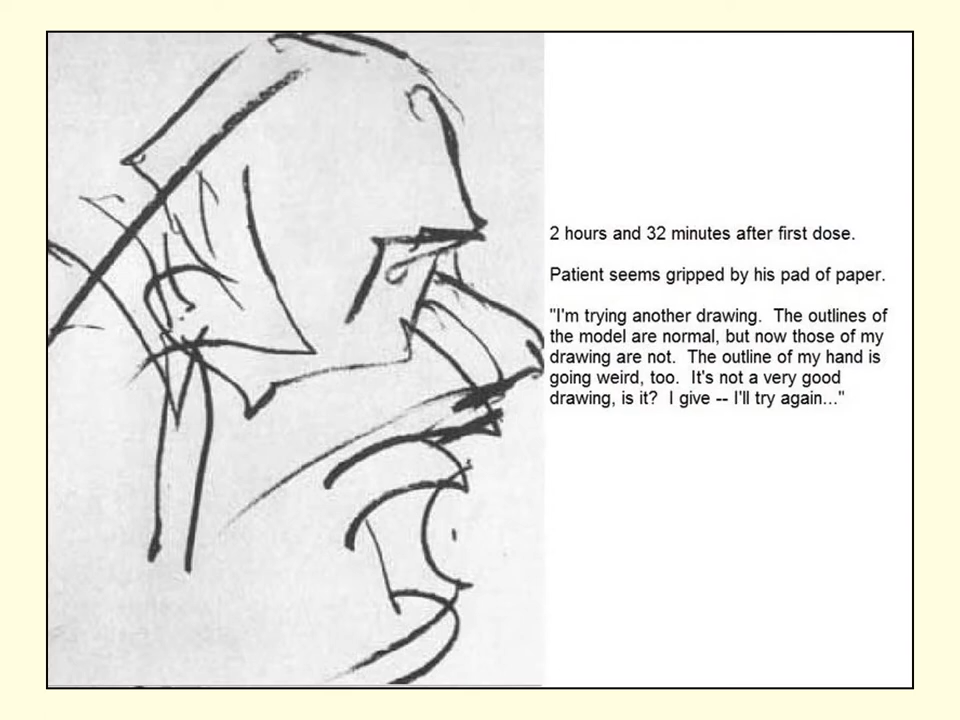 2 hours and 32 minutes after first dose.
Patient seems gripped by his pad of paper.
"I'm trying another drawing.  The outlines of
the model are normal, but now those of my
drawing are not.  The outline of my hand is
going weird, too.  It's not a very good
drawing, is it?  I give -- I'll try again..."